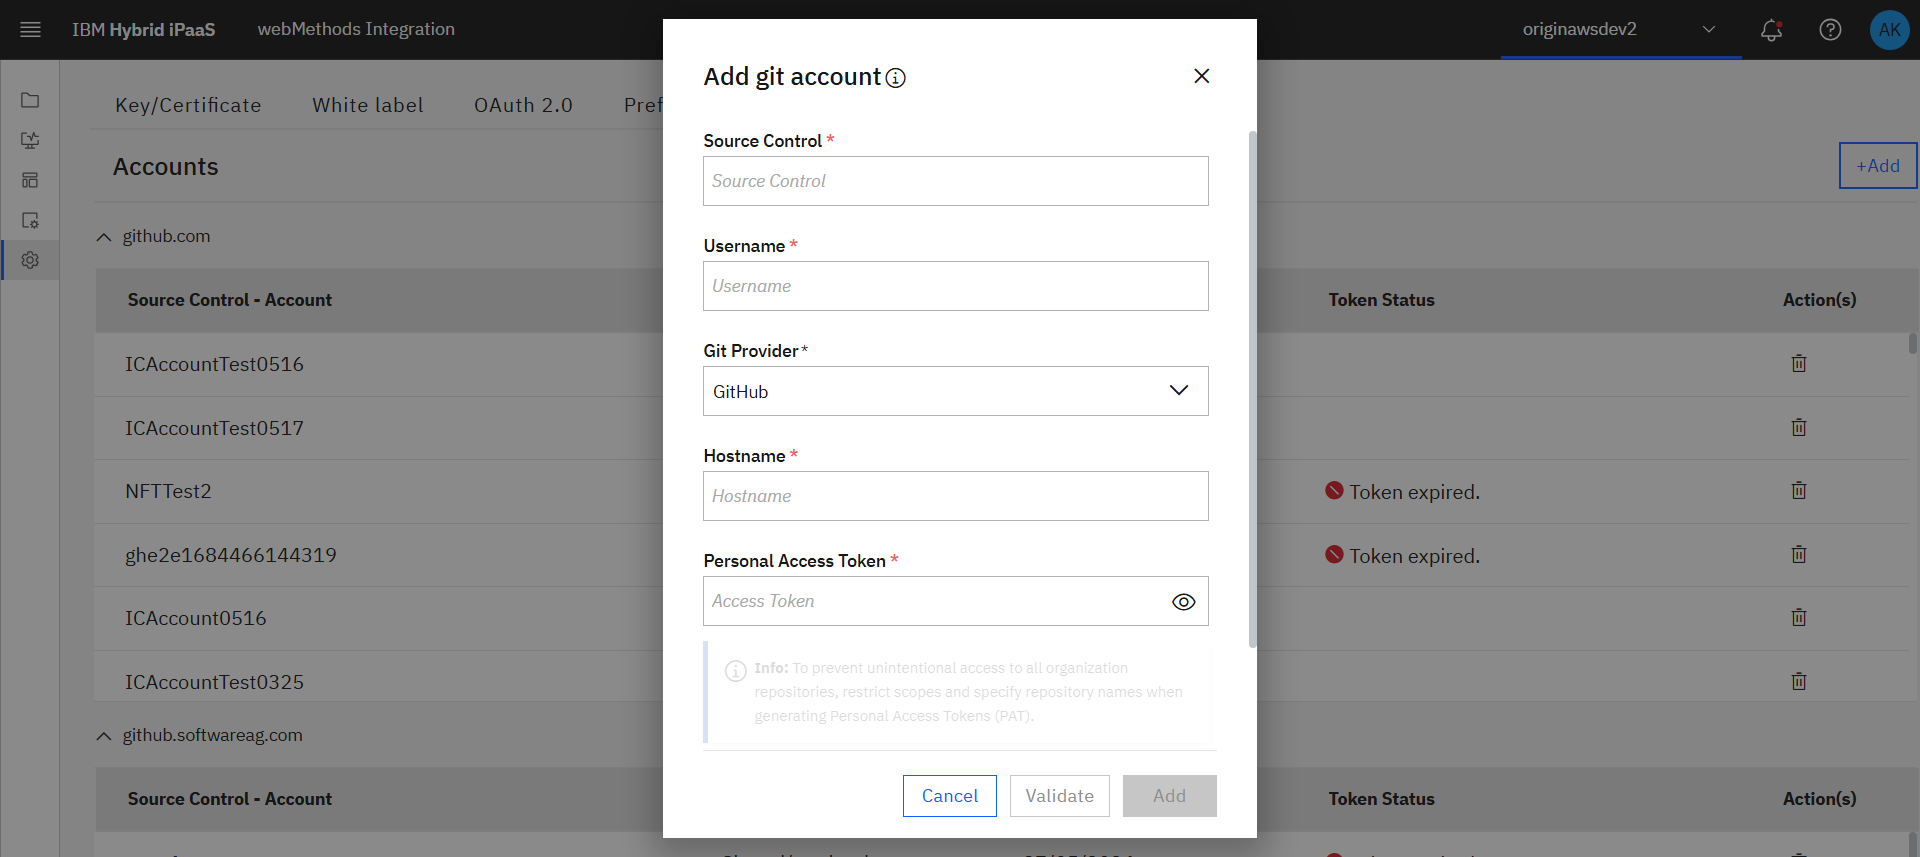 IBM Hybrid iPaaS
webMethods Integration
originawsdev2
AK
Key/Certificate
White label
OAuth 2.0
Pref
Accounts
+Add
github.com
Source Control - Account
Token Status
Action(s)
ICAccountTest0516
ICAccountTest0517
NFTTest2
Token expired.
ghe2e1684466144319
Token expired.
ICAccount0516
ICAccountTest0325
github.softwareag.com
Source Control - Account
Token Status
Action(s)
Add git account
Source Control *
Source Control
Username *
Username
Git Provider*
GitHub
Hostname *
Hostname
Personal Access Token *
Access Token
Info: To prevent unintentional access to all organization
repositories, restrict scopes and specify repository names when
generating Personal Access Tokens (PAT).
Cancel
Validate
Add